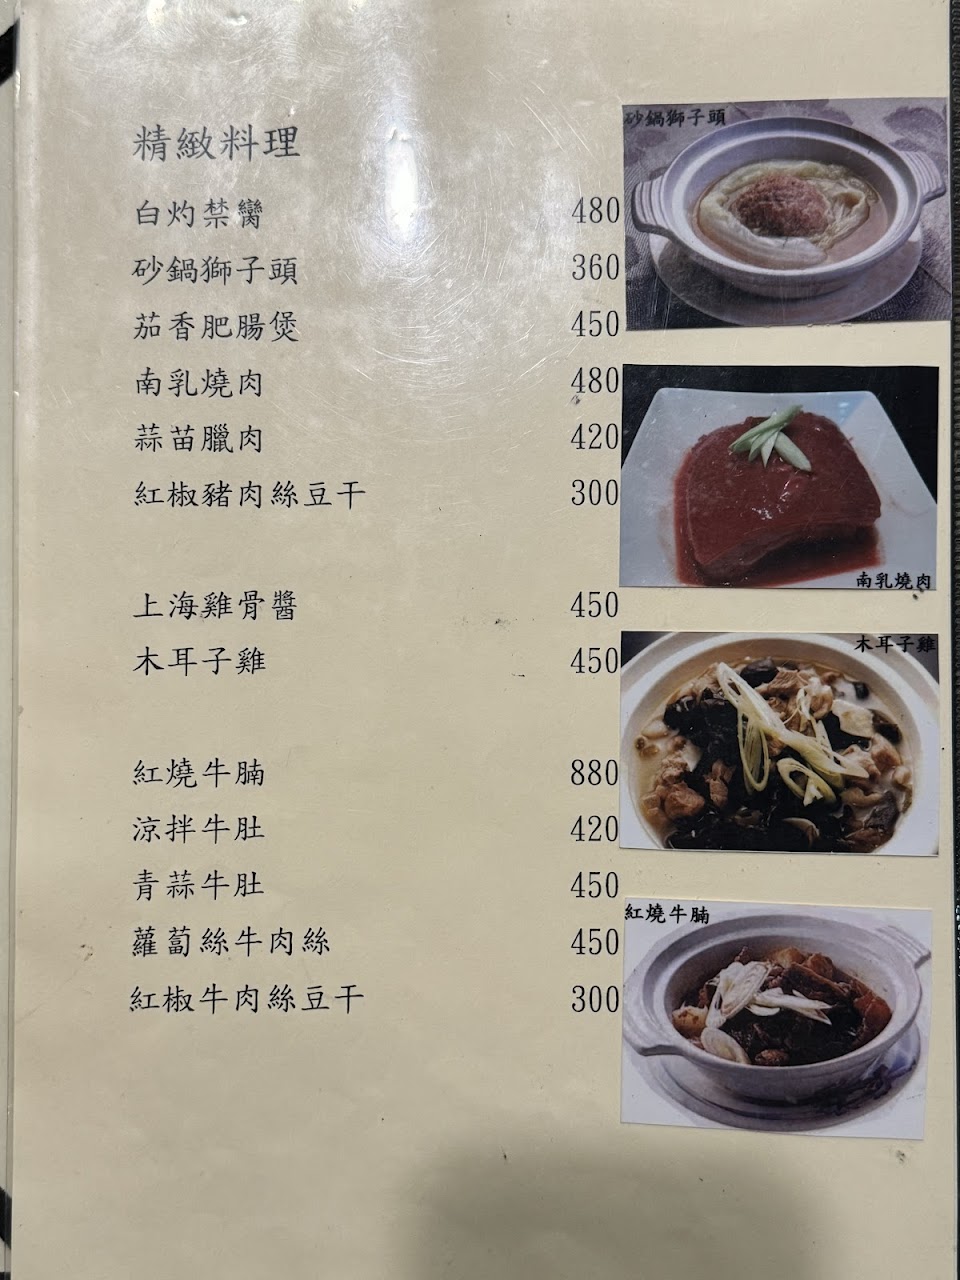 精緻料理
白灼禁臠 480
砂鍋獅子頭 360
茄香肥腸煲 450
南乳燒肉 480
蒜苗臘肉 420
紅椒豬肉絲豆干 300
上海雞骨醬 450
木耳子雞 450
紅燒牛腩 880
涼拌牛肚 420
青蒜牛肚 450
蘿蔔絲牛肉絲 450
紅椒牛肉絲豆干 300
砂鍋獅子頭
南乳燒肉
木耳子雞
紅燒牛腩